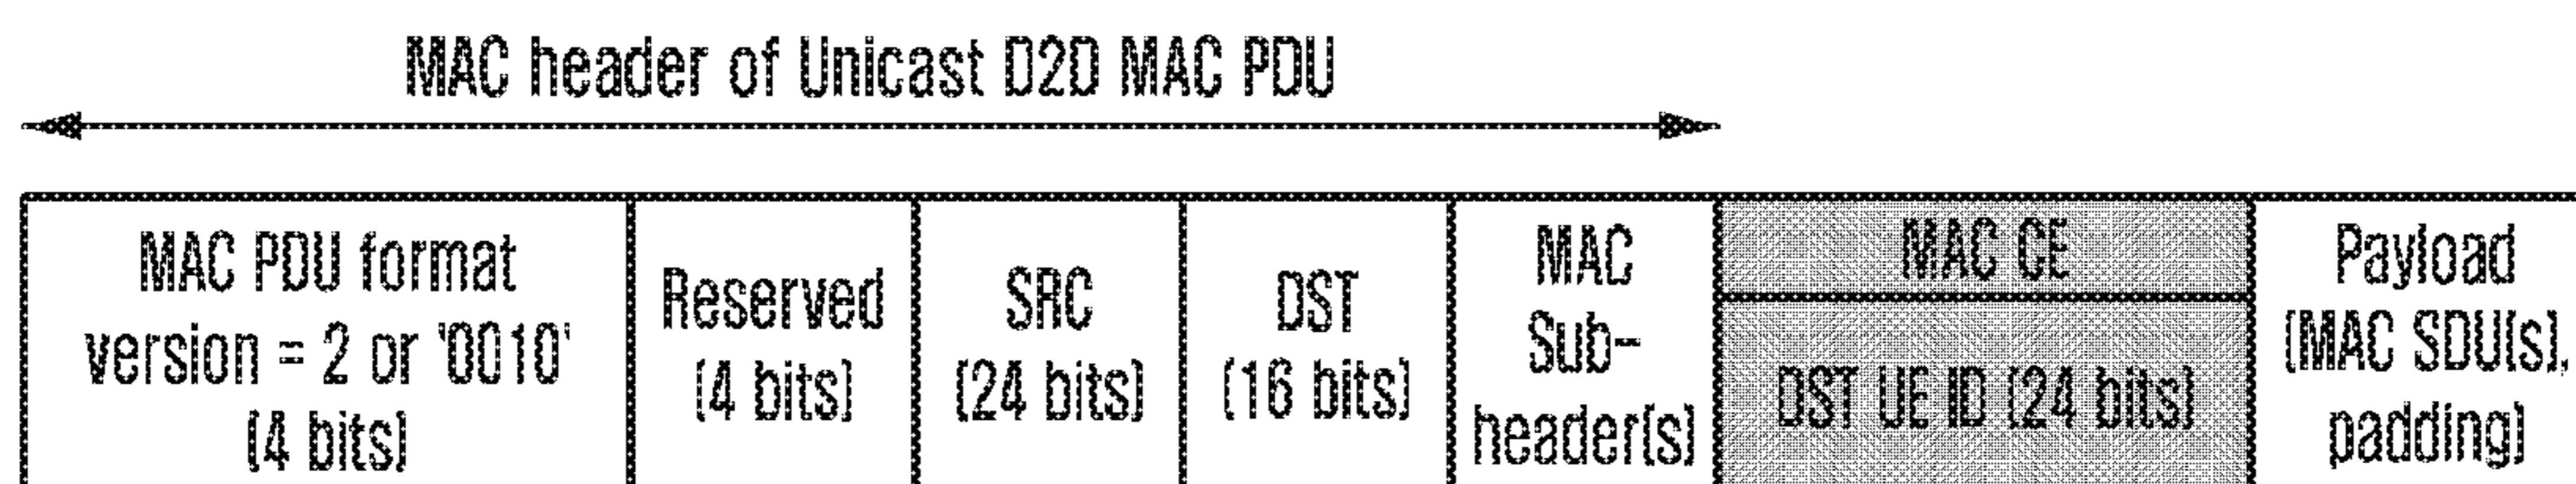 MAC header of Unicast D2D MAC PDU
MAC PDU format
version = 2 or '0010'
(4 bits)
Reserved
(4 bits)
SRC
(24 bits)
DST
(16 bits)
MAC
Sub-
header(s)
MAC CE
DST UE ID (24 bits)
Payload
(MAC SDU(s),
padding)